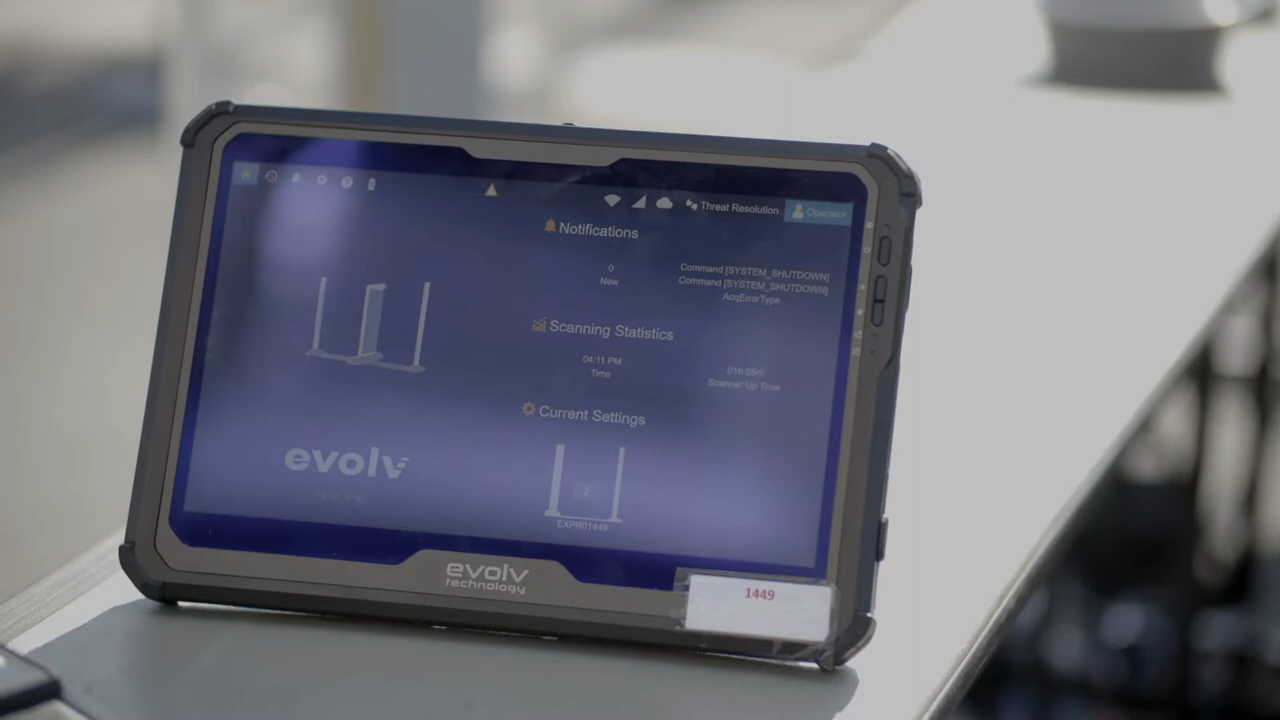 Threat Resolution
Operator
Notifications
0
New
Command [SYSTEM_SHUTDOWN]
Command [SYSTEM_SHUTDOWN]
AcqErrorType
Scanning Statistics
04:11 PM
Time
01h 05m
Scanner Up Time
Current Settings
2
EXPR01449
evolv
evolv
technology
1449